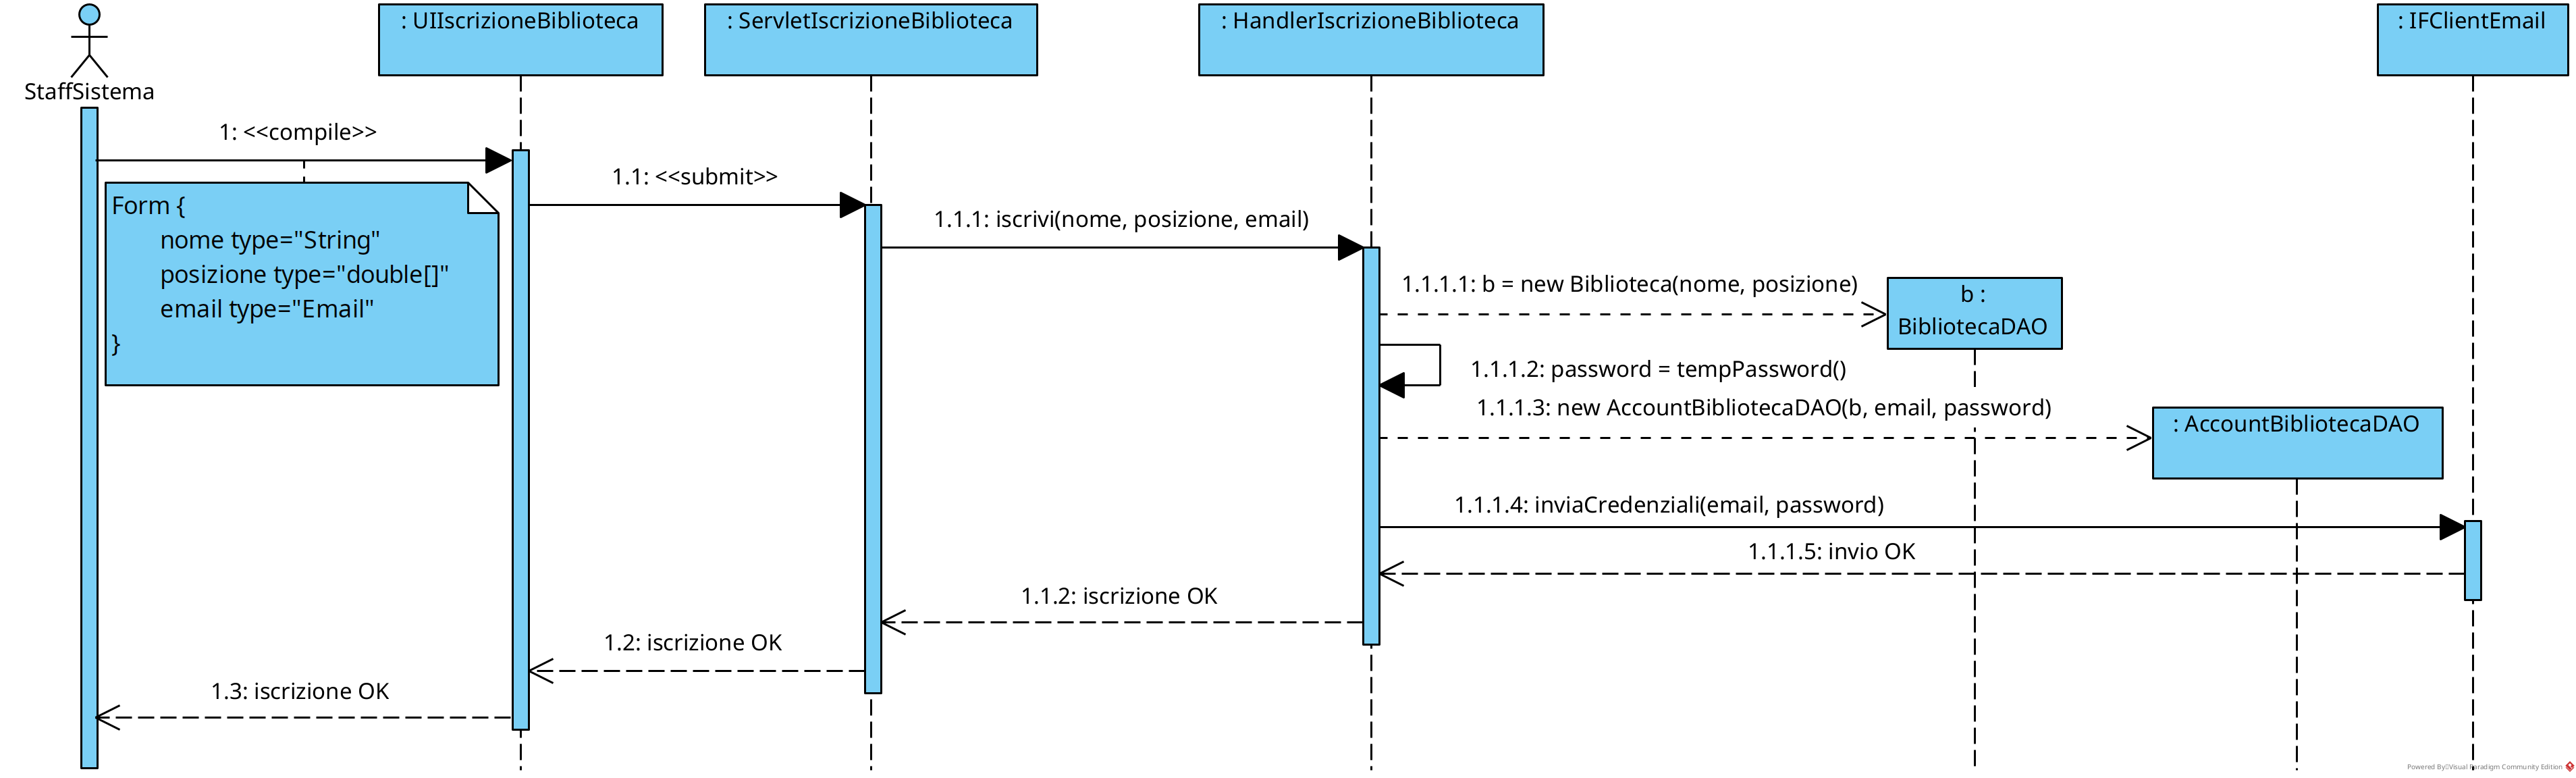 StaffSistema
: UIIscrizioneBiblioteca
: ServletIscrizioneBiblioteca
: HandlerIscrizioneBiblioteca
: IFClientEmail
1: <<compile>>
Form {
nome type="String"
posizione type="double[]"
email type="Email"
}
1.1: <<submit>>
1.1.1: iscrivi(nome, posizione, email)
1.1.1.1: b = new Biblioteca(nome, posizione)
b :
BibliotecaDAO
1.1.1.2: password = tempPassword()
1.1.1.3: new AccountBibliotecaDAO(b, email, password)
: AccountBibliotecaDAO
1.1.1.4: inviaCredenziali(email, password)
1.1.1.5: invio OK
1.1.2: iscrizione OK
1.2: iscrizione OK
1.3: iscrizione OK
Powered By Visual Paradigm Community Edition